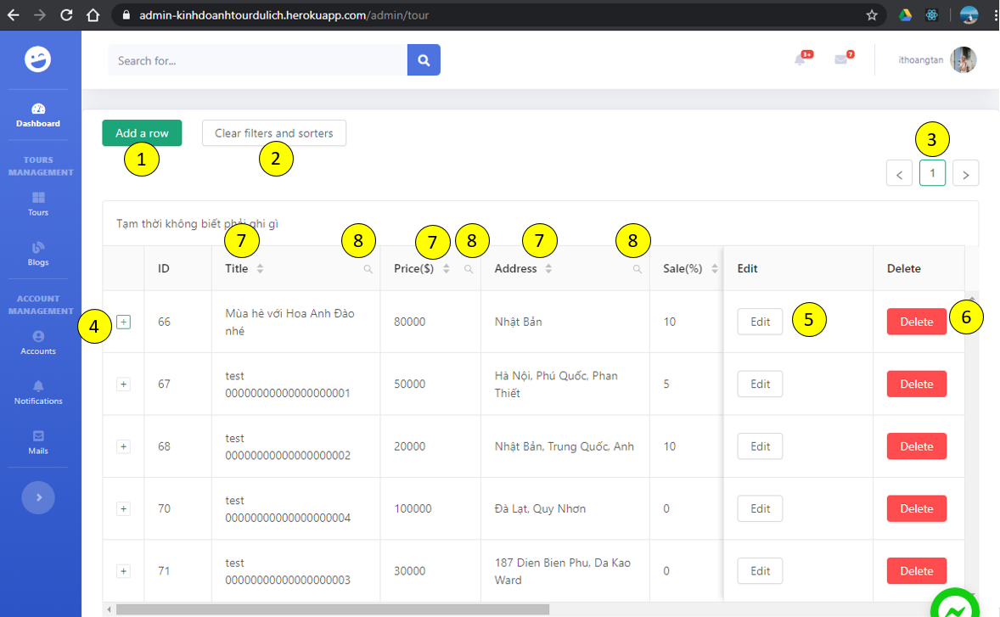 admin-kinhdoanhtourdulich.herokuapp.com/admin/tour
Search for...
3+
7
ithoangtan
Dashboard
TOURS
MANAGEMENT
Tours
Blogs
ACCOUNT
MANAGEMENT
Accounts
Notifications
Mails
Add a row
Clear filters and sorters
1
2
3
< 1 >
Tạm thời không biết phải ghi gì
7 8 7 8 7 8
ID Title Price($) Address Sale(%) Edit Delete
4
66 Mùa hè với Hoa Anh Đào
nhé
80000 Nhật Bản 10 Edit 5 Delete 6
67 test
00000000000000000001
50000 Hà Nội, Phú Quốc, Phan
Thiết
5 Edit Delete
68 test
00000000000000000002
20000 Nhật Bản, Trung Quốc, Anh 10 Edit Delete
70 test
00000000000000000004
100000 Đà Lạt, Quy Nhơn 0 Edit Delete
71 test
00000000000000000003
30000 187 Dien Bien Phu, Da Kao
Ward
0 Edit Delete